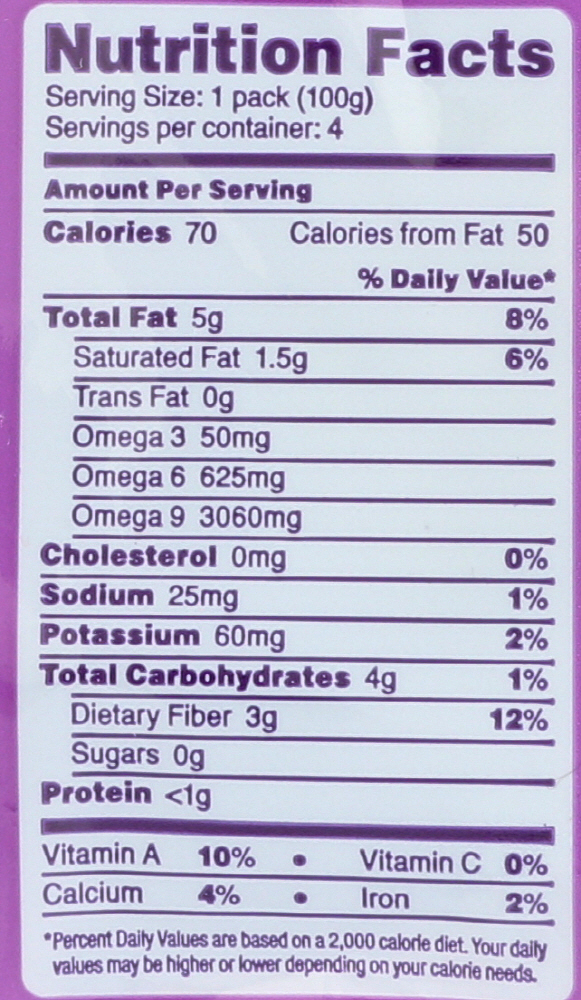 Nutrition Facts
Serving Size: 1 pack (100g)
Servings per container: 4
Amount Per Serving
Calories 70 Calories from Fat 50
% Daily Value*
Total Fat 5g 8%
Saturated Fat 1.5g 6%
Trans Fat 0g
Omega 3 50mg
Omega 6 625mg
Omega 9 3060mg
Cholesterol 0mg 0%
Sodium 25mg 1%
Potassium 60mg 2%
Total Carbohydrates 4g 1%
Dietary Fiber 3g 12%
Sugars 0g
Protein <1g
Vitamin A 10% • Vitamin C 0%
Calcium 4% • Iron 2%
*Percent Daily Values are based on a 2,000 calorie diet. Your daily
values may be higher or lower depending on your calorie needs.